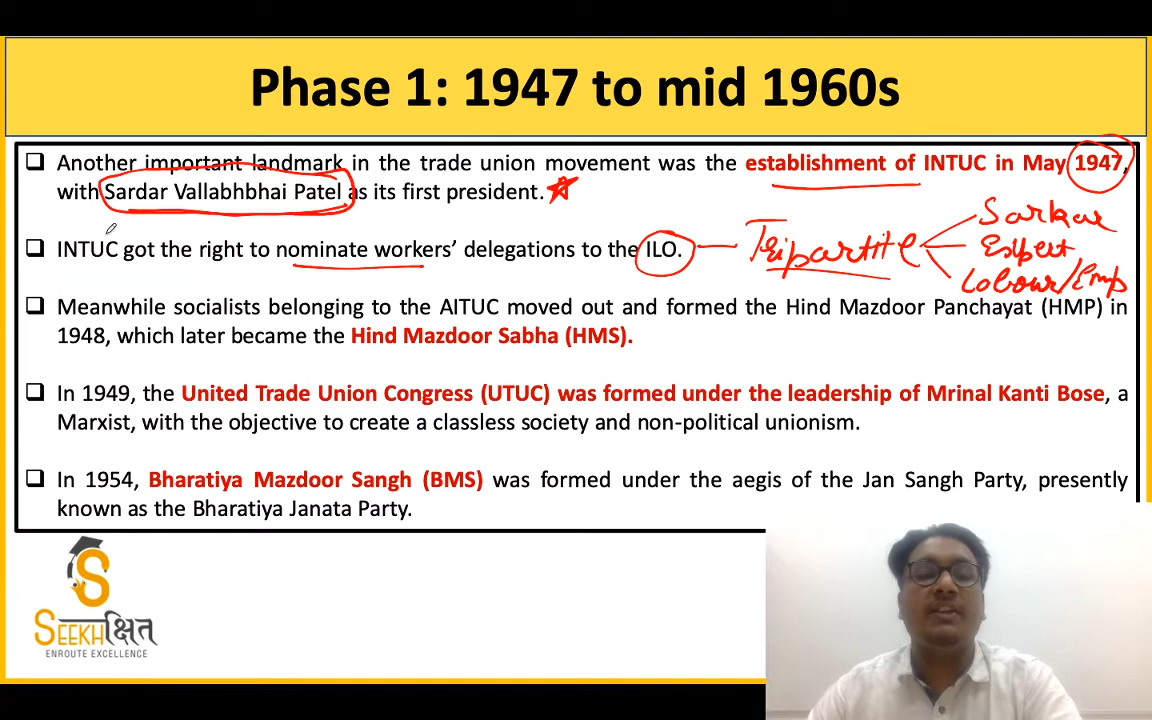 Phase 1: 1947 to mid 1960s
Another important landmark in the trade union movement was the establishment of INTUC in May 1947,
with Sardar Vallabhbhai Patel as its first president.
INTUC got the right to nominate workers' delegations to the ILO.
Tripartite
Sarkar
Expert
Labour/Emp
Meanwhile socialists belonging to the AITUC moved out and formed the Hind Mazdoor Panchayat (HMP) in
1948, which later became the Hind Mazdoor Sabha (HMS).
In 1949, the United Trade Union Congress (UTUC) was formed under the leadership of Mrinal Kanti Bose, a
Marxist, with the objective to create a classless society and non-political unionism.
In 1954, Bharatiya Mazdoor Sangh (BMS) was formed under the aegis of the Jan Sangh Party, presently
known as the Bharatiya Janata Party.
S
SEEKHक्षित
ENROUTE EXCELLENCE